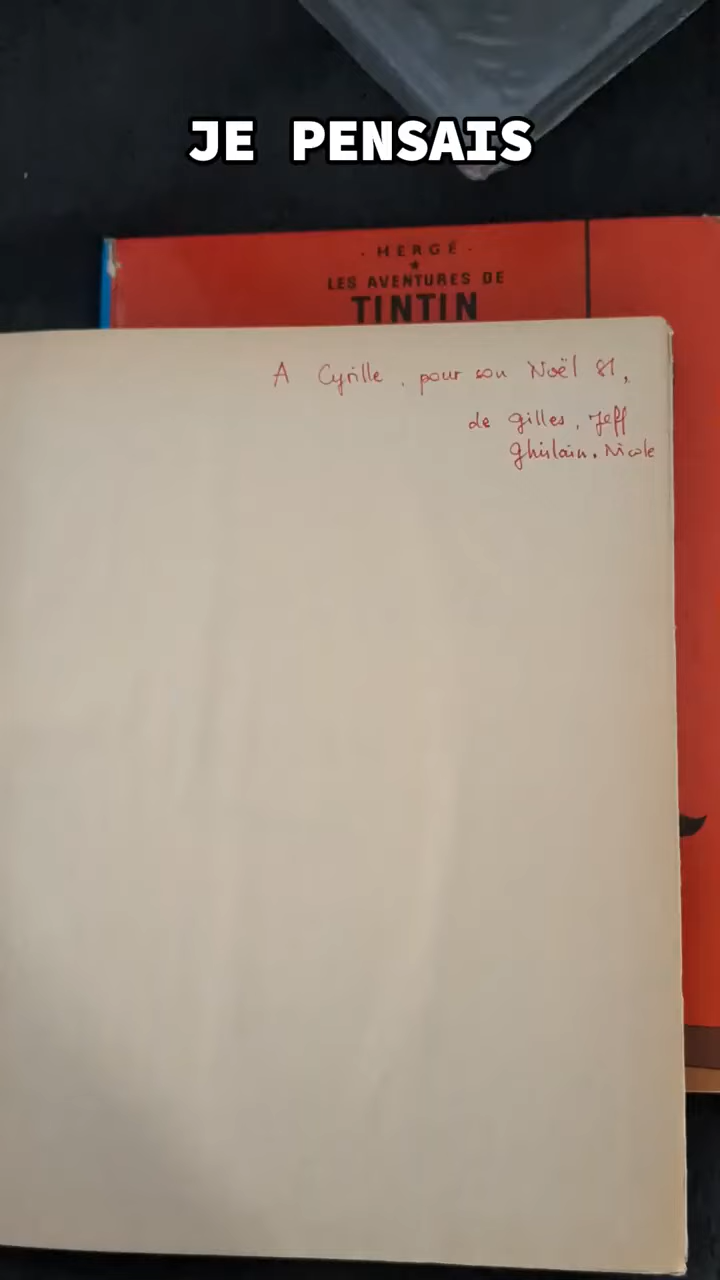 JE PENSAIS
· HERGÉ ·
LES AVENTURES DE
TINTIN
A Cyrille, pour son Noël 81,
de gilles, Jeff
Ghislain, Nicole